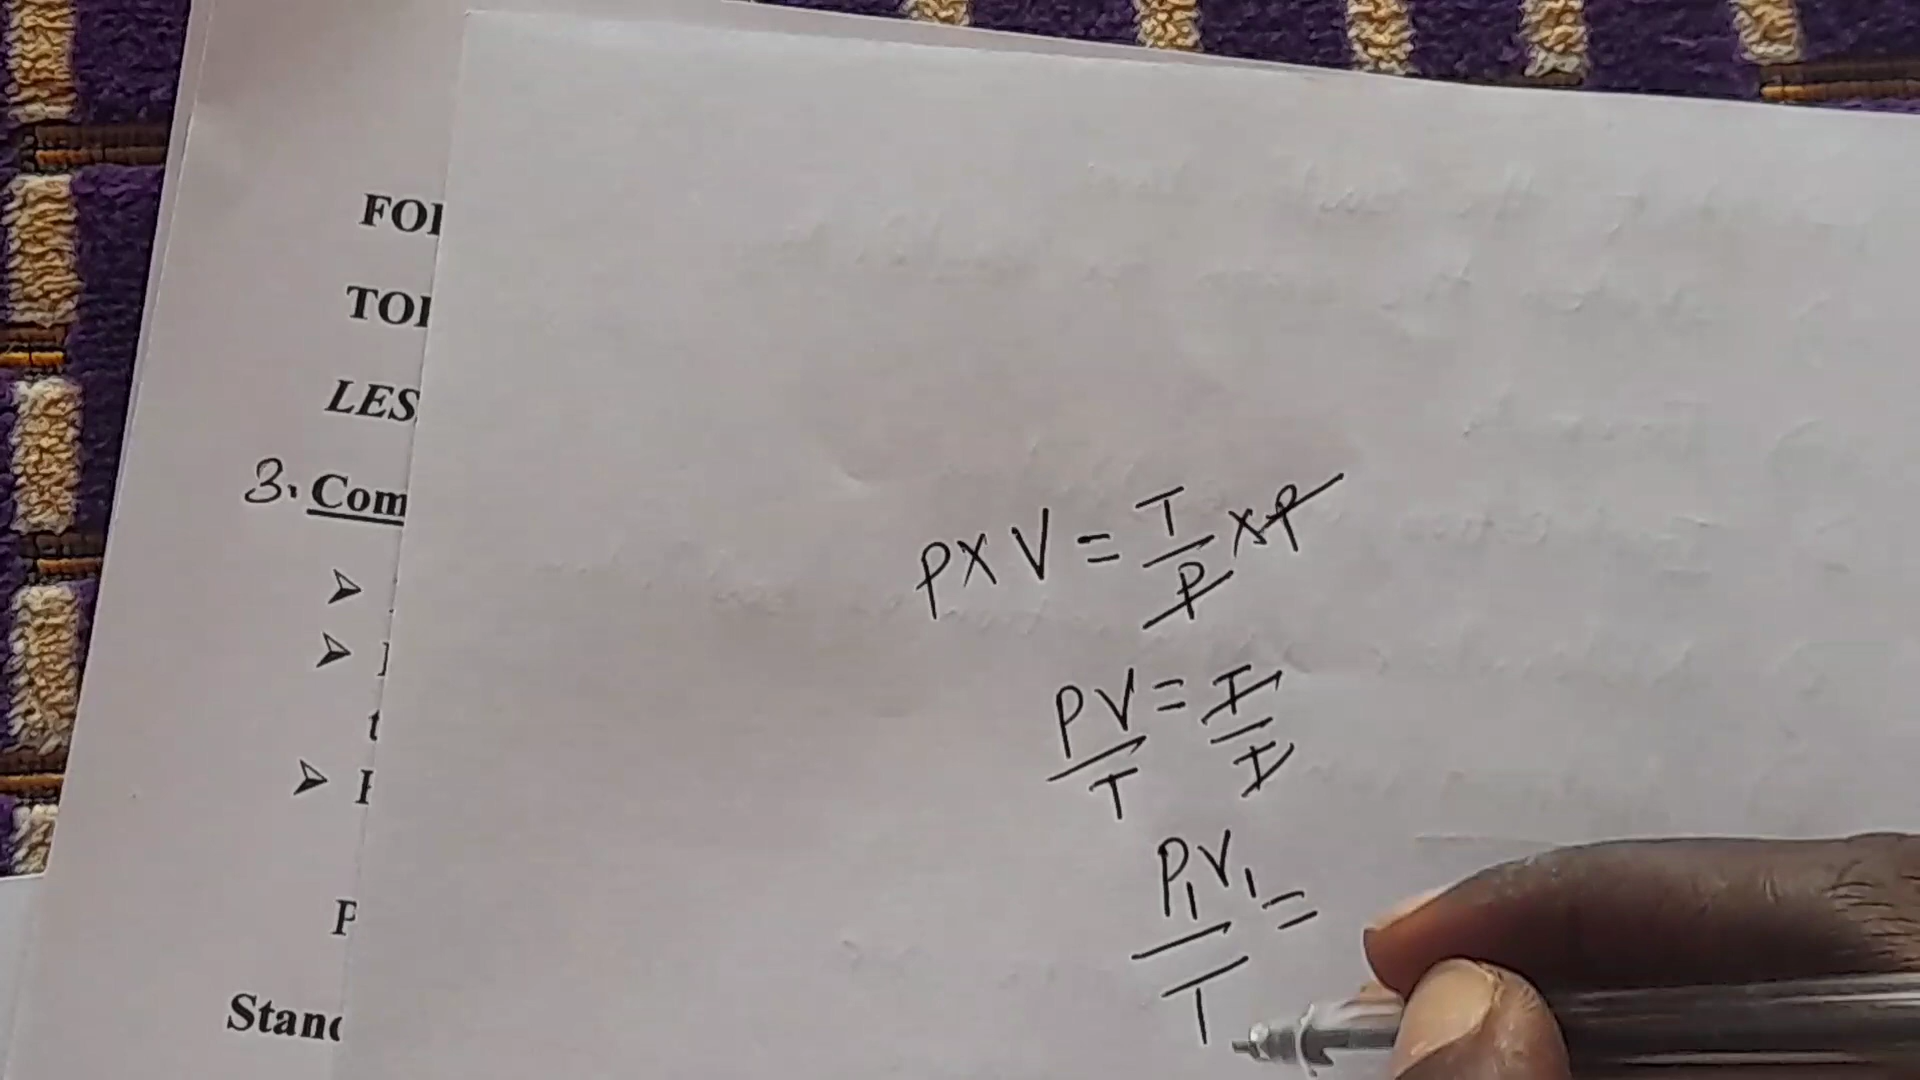 FO
TO
LES
3. Com
t
P
Stan
P X V = T/P X P
PV/T = T/T
P₁V₁/T =